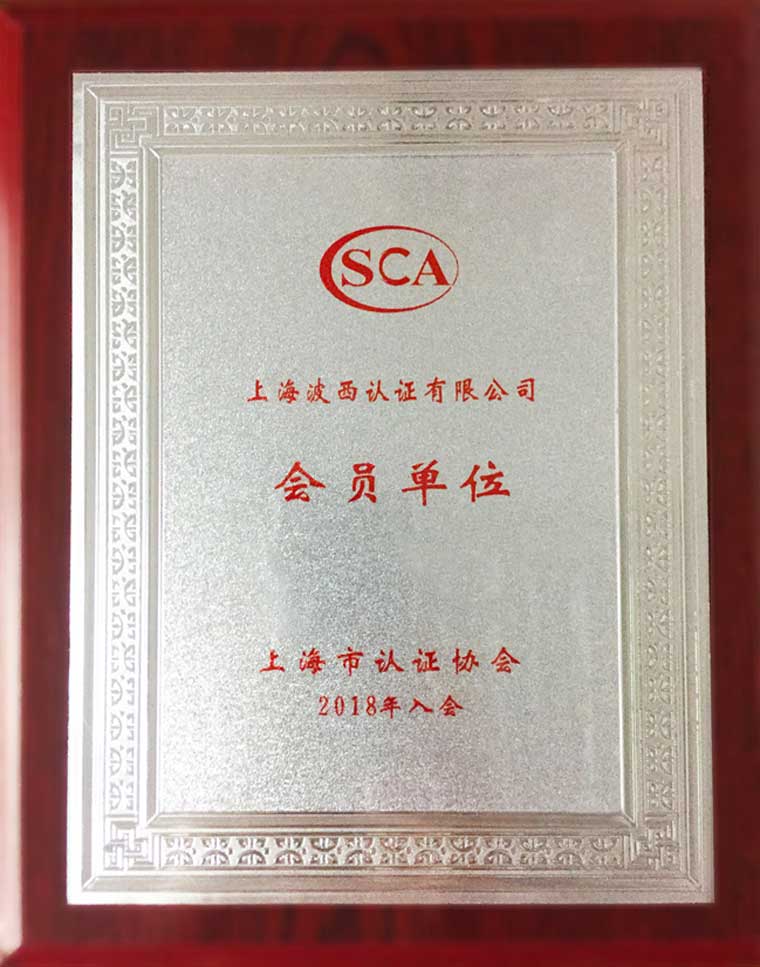 SCA
上海波西认证有限公司
会员单位
上海市认证协会
2018年入会